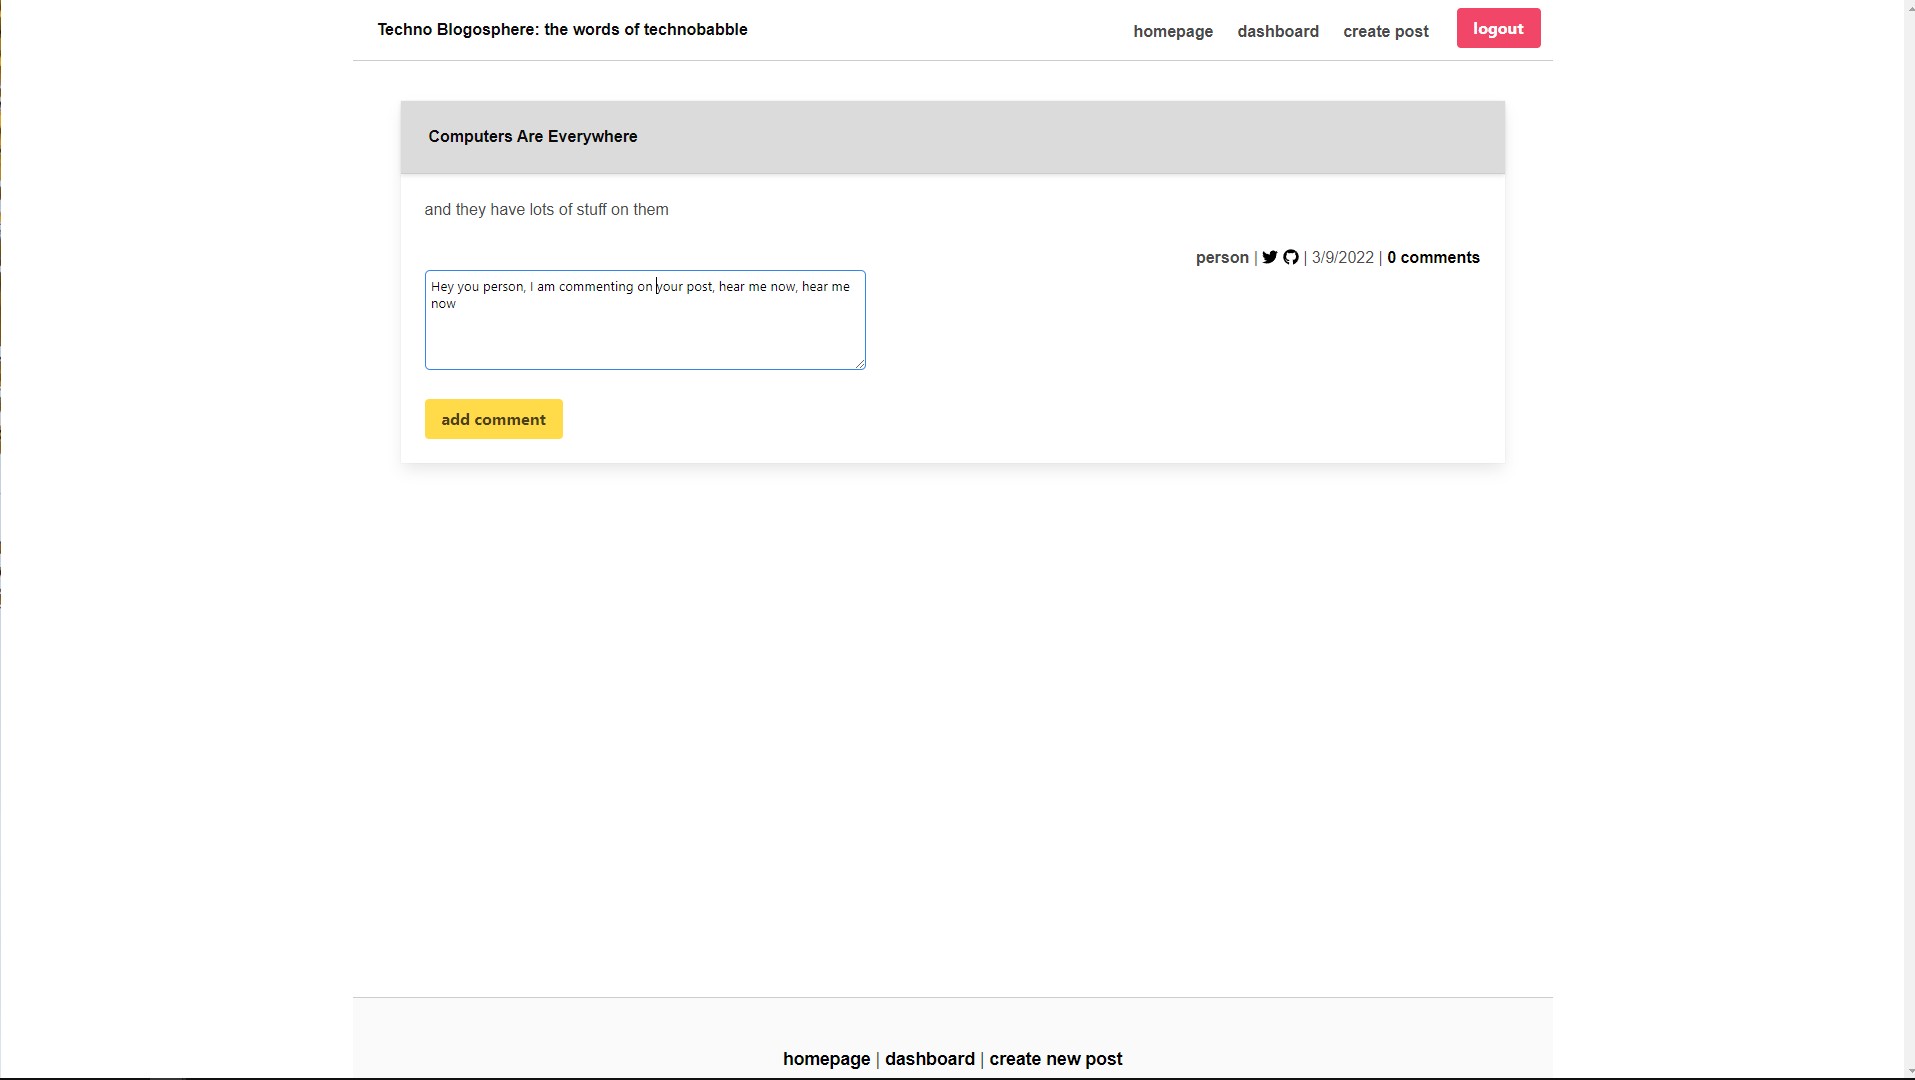 Techno Blogosphere: the words of technobabble
homepage dashboard create post logout
Computers Are Everywhere
and they have lots of stuff on them
person | | 3/9/2022 | 0 comments
Hey you person, I am commenting on your post, hear me now, hear me
now
add comment
homepage | dashboard | create new post